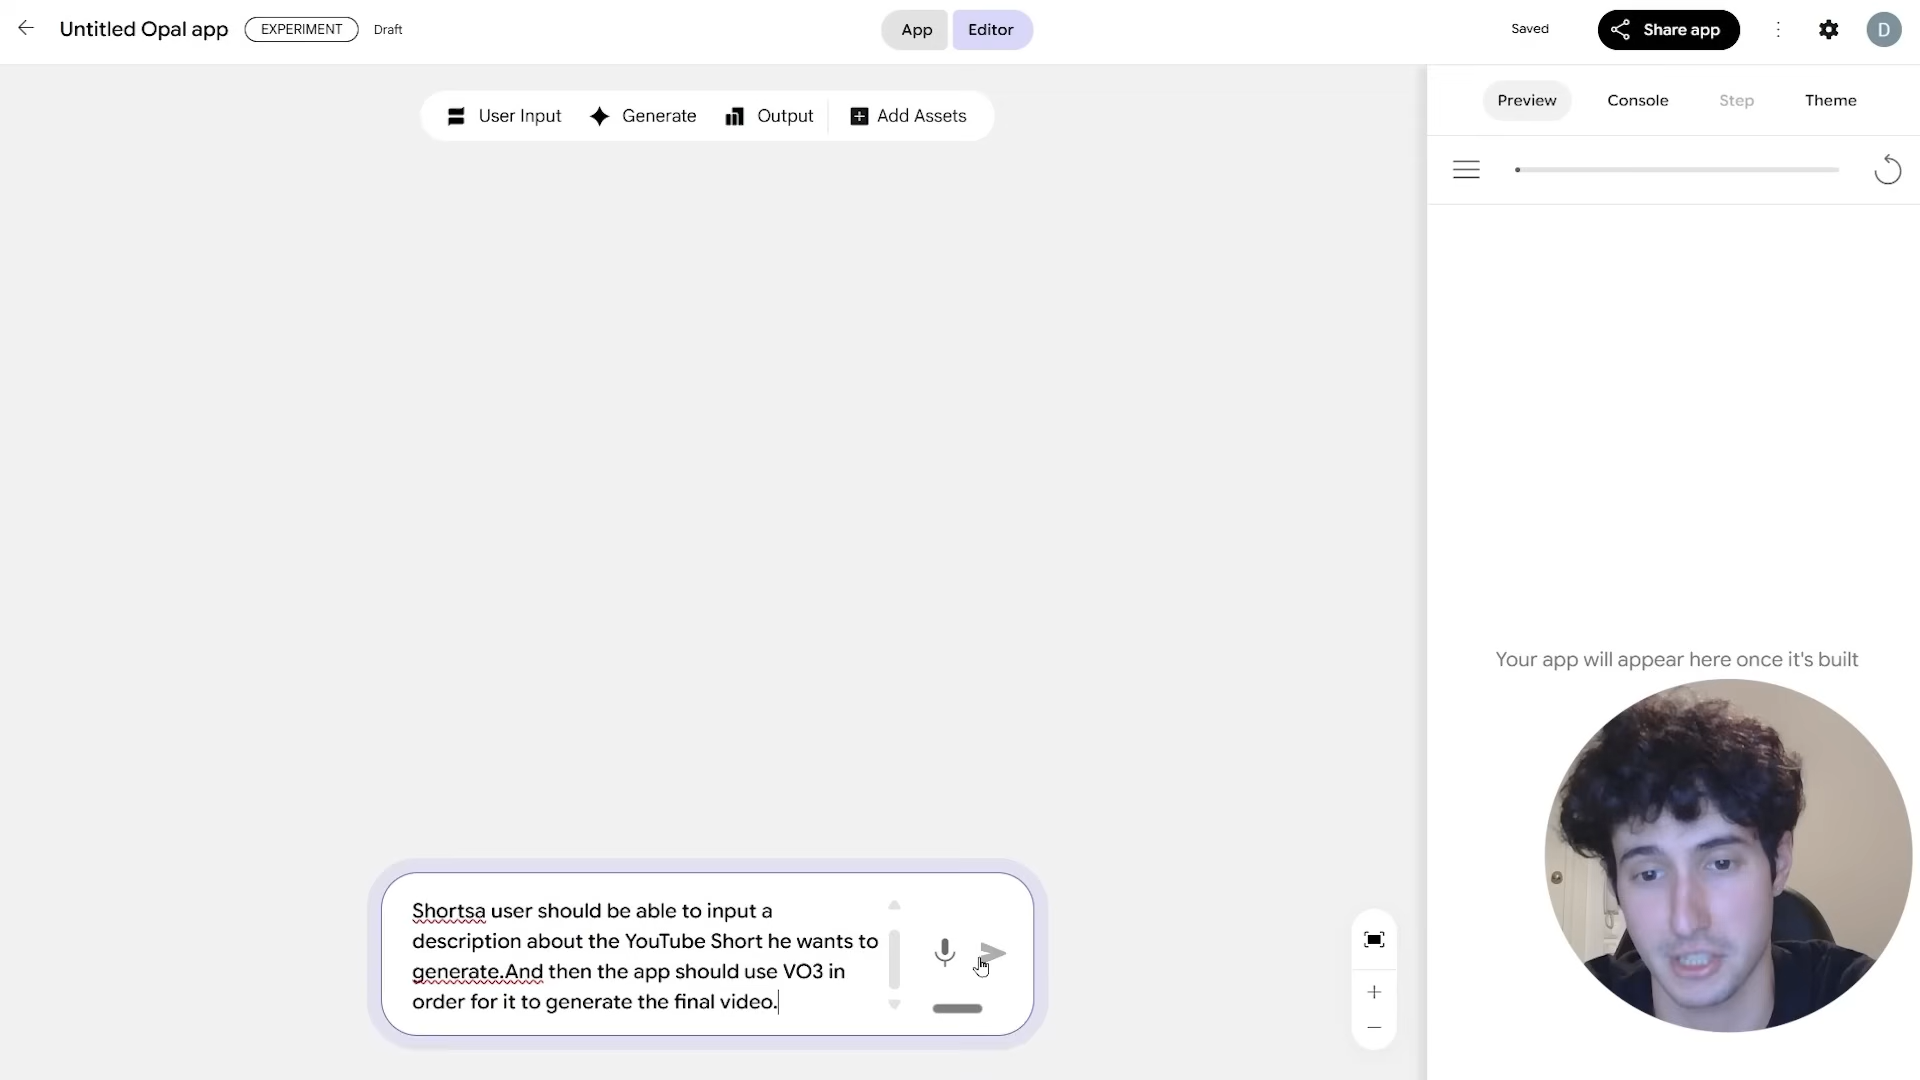 Untitled Opal app EXPERIMENT Draft App Editor Saved Share app D
User Input Generate Output Add Assets
Preview Console Step Theme
Your app will appear here once it's built
Shortsa user should be able to input a
description about the YouTube Short he wants to
generate.And then the app should use VO3 in
order for it to generate the final video.